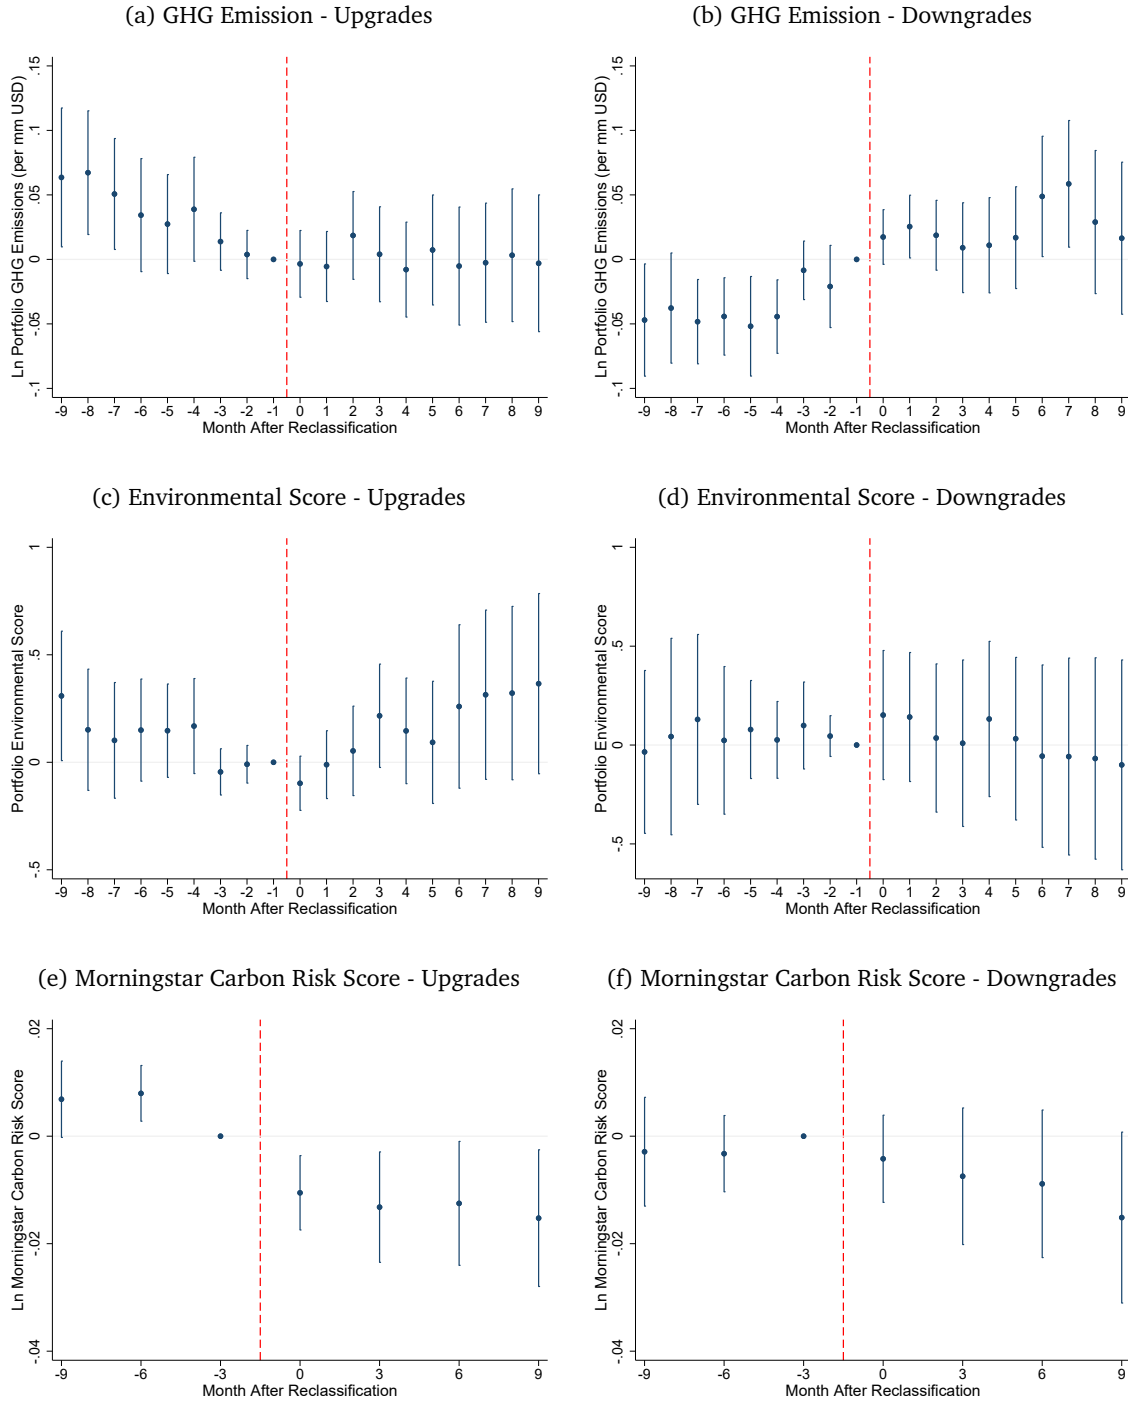 (a) GHG Emission - Upgrades
Ln Portfolio GHG Emissions (per mm USD)
.15
.1
.05
0
-.05
-.1
-9 -8 -7 -6 -5 -4 -3 -2 -1 0 1 2 3 4 5 6 7 8 9
Month After Reclassification
(b) GHG Emission - Downgrades
Ln Portfolio GHG Emissions (per mm USD)
.15
.1
.05
0
-.05
-.1
-9 -8 -7 -6 -5 -4 -3 -2 -1 0 1 2 3 4 5 6 7 8 9
Month After Reclassification
(c) Environmental Score - Upgrades
Portfolio Environmental Score
1
.5
0
-.5
-9 -8 -7 -6 -5 -4 -3 -2 -1 0 1 2 3 4 5 6 7 8 9
Month After Reclassification
(d) Environmental Score - Downgrades
Portfolio Environmental Score
1
.5
0
-.5
-9 -8 -7 -6 -5 -4 -3 -2 -1 0 1 2 3 4 5 6 7 8 9
Month After Reclassification
(e) Morningstar Carbon Risk Score - Upgrades
Ln Morningstar Carbon Risk Score
.02
0
-.02
-.04
-9 -6 -3 0 3 6 9
Month After Reclassification
(f) Morningstar Carbon Risk Score - Downgrades
Ln Morningstar Carbon Risk Score
.02
0
-.02
-.04
-9 -6 -3 0 3 6 9
Month After Reclassification